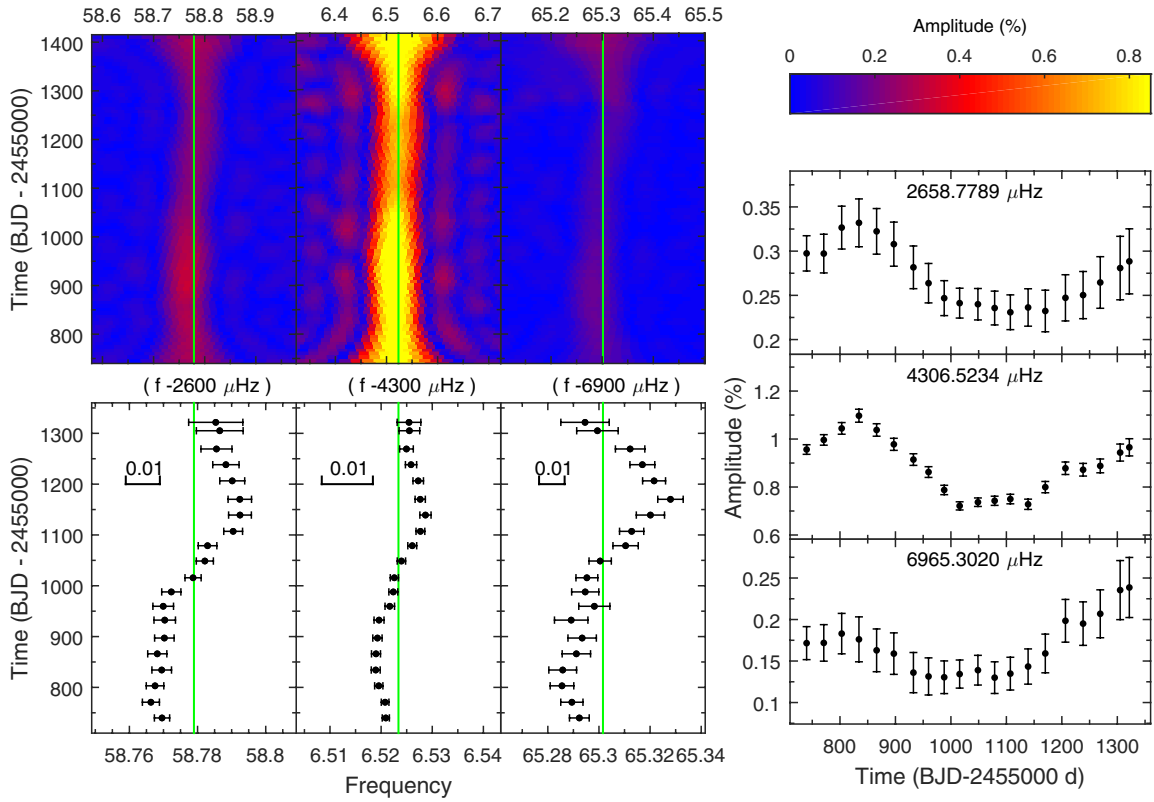 58.6 58.7 58.8 58.9
6.4 6.5 6.6 6.7
65.2 65.3 65.4 65.5
Time (BJD - 2455000)
1400
1300
1200
1100
1000
900
800
( f -2600 μHz )
( f -4300 μHz )
( f -6900 μHz )
Time (BJD - 2455000)
1300
1200
1100
1000
900
800
0.01
0.01
0.01
58.76 58.78 58.8
6.51 6.52 6.53 6.54
65.28 65.3 65.32 65.34
Frequency
Amplitude (%)
0 0.2 0.4 0.6 0.8
Amplitude (%)
2658.7789 μHz
0.35
0.3
0.25
0.2
4306.5234 μHz
1.2
1
0.8
0.6
6965.3020 μHz
0.25
0.2
0.15
0.1
800 900 1000 1100 1200 1300
Time (BJD-2455000 d)